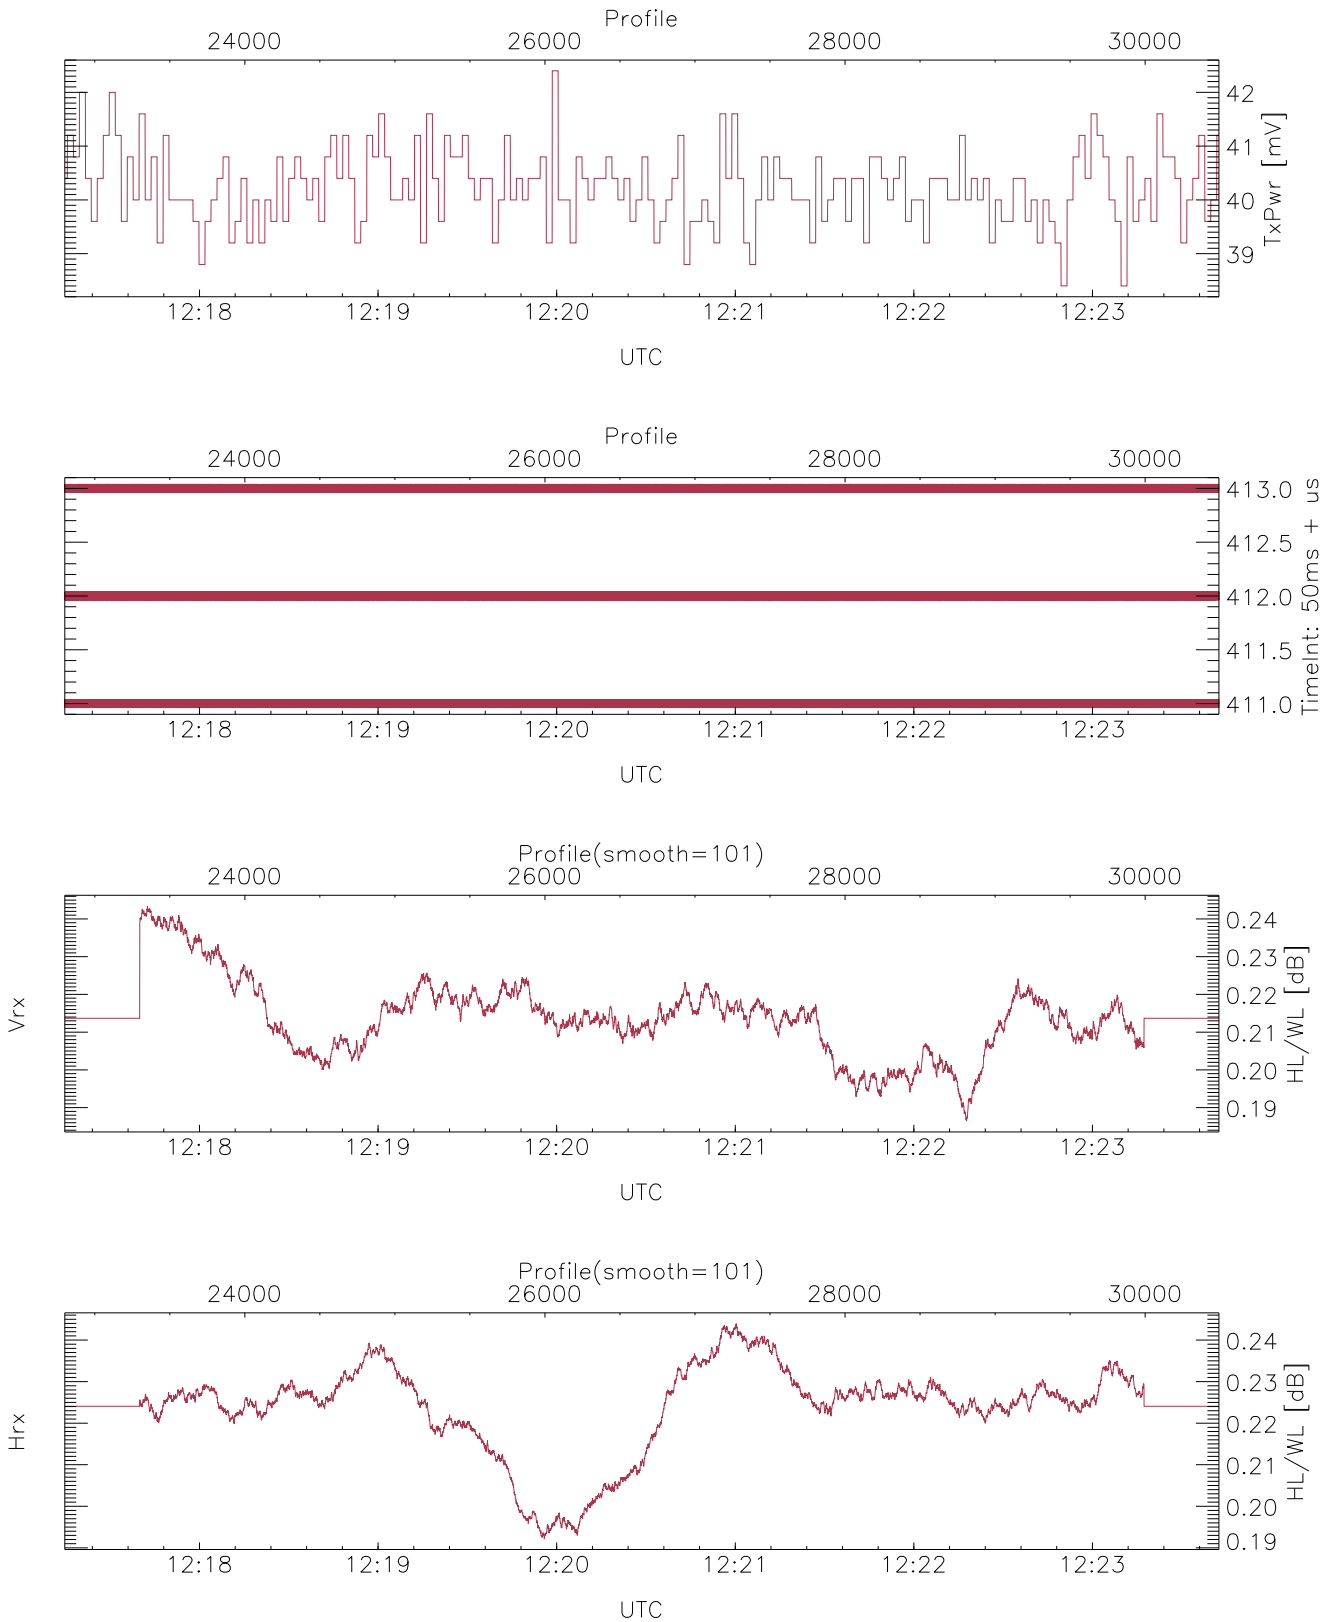 Profile
24000 26000 28000 30000
42
41
40
39
TxPwr [mV]
12:18 12:19 12:20 12:21 12:22 12:23
UTC
Profile
24000 26000 28000 30000
413.0
412.5
412.0
411.5
411.0
TimeInt: 50ms + us
12:18 12:19 12:20 12:21 12:22 12:23
UTC
Profile(smooth=101)
24000 26000 28000 30000
Vrx
0.24
0.23
0.22
0.21
0.20
0.19
HL/WL [dB]
12:18 12:19 12:20 12:21 12:22 12:23
UTC
Profile(smooth=101)
24000 26000 28000 30000
Hrx
0.24
0.23
0.22
0.21
0.20
0.19
HL/WL [dB]
12:18 12:19 12:20 12:21 12:22 12:23
UTC